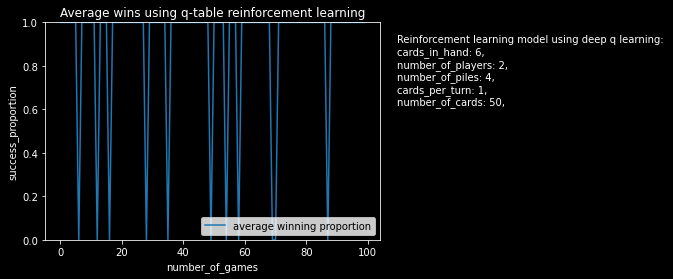 Average wins using q-table reinforcement learning
Reinforcement learning model using deep q learning:
cards_in_hand: 6,
number_of_players: 2,
number_of_piles: 4,
cards_per_turn: 1,
number_of_cards: 50,
success_proportion
1.0
0.8
0.6
0.4
0.2
0.0
average winning proportion
0 20 40 60 80 100
number_of_games